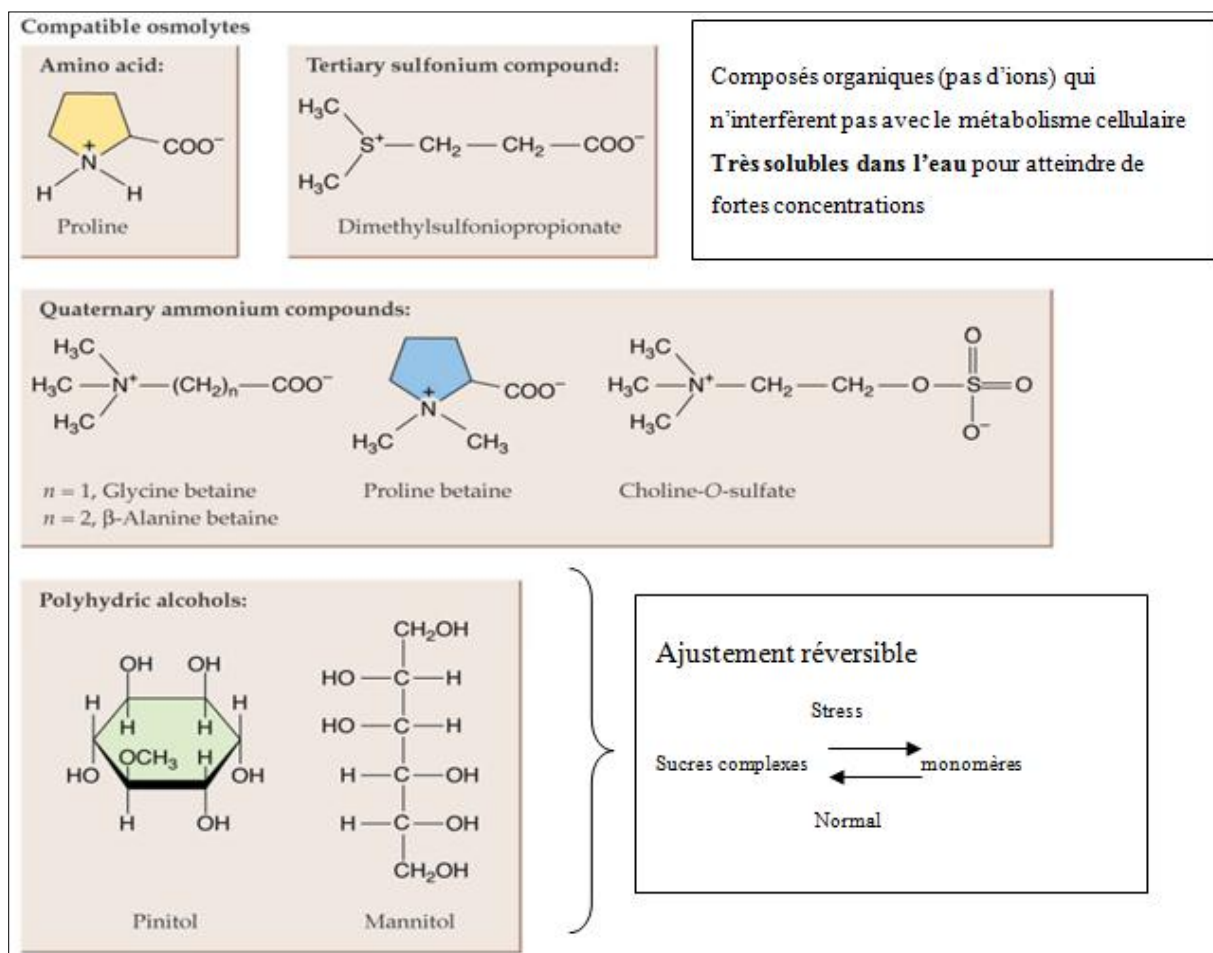 Compatible osmolytes
Amino acid:
COO⁻
N
+
H H
Proline
Tertiary sulfonium compound:
H₃C
S⁺—CH₂—CH₂—COO⁻
H₃C
Dimethylsulfoniopropionate
Composés organiques (pas d'ions) qui
n'interfèrent pas avec le métabolisme cellulaire
Très solubles dans l'eau pour atteindre de
fortes concentrations
Quaternary ammonium compounds:
H₃C
H₃C—N⁺—(CH₂)n—COO⁻
H₃C
n = 1, Glycine betaine
n = 2, β-Alanine betaine
COO⁻
+
N
H₃C CH₃
Proline betaine
H₃C O
H₃C—N⁺—CH₂—CH₂—O—S=O
H₃C O⁻
Choline-O-sulfate
Polyhydric alcohols:
OH OH
H H
H H
OCH₃ H
HO OH
H OH
Pinitol
CH₂OH
HO—C—H
HO—C—H
H—C—OH
H—C—OH
CH₂OH
Mannitol
Ajustement réversible
Stress
Sucres complexes monomères
Normal